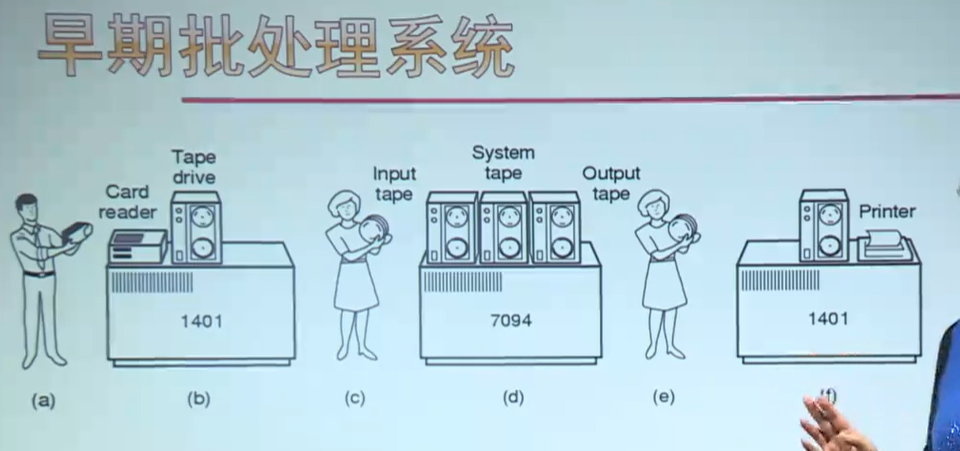 早期批处理系统
Tape
drive
Card
reader
Input
tape
System
tape
Output
tape
Printer
1401
7094
1401
(a)
(b)
(c)
(d)
(e)
(f)